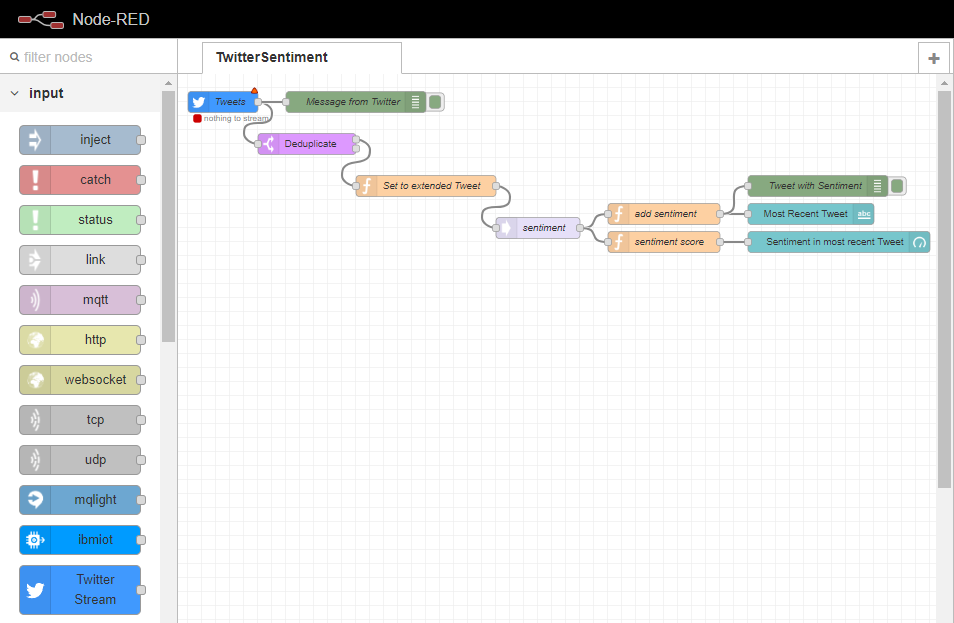 Node-RED
filter nodes
TwitterSentiment
+
input
inject
catch
status
link
mqtt
http
websocket
tcp
udp
mqlight
ibmiot
Twitter
Stream
Tweets
nothing to stream
Message from Twitter
Deduplicate
f Set to extended Tweet
sentiment
f add sentiment
f sentiment score
Tweet with Sentiment
Most Recent Tweet abc
Sentiment in most recent Tweet